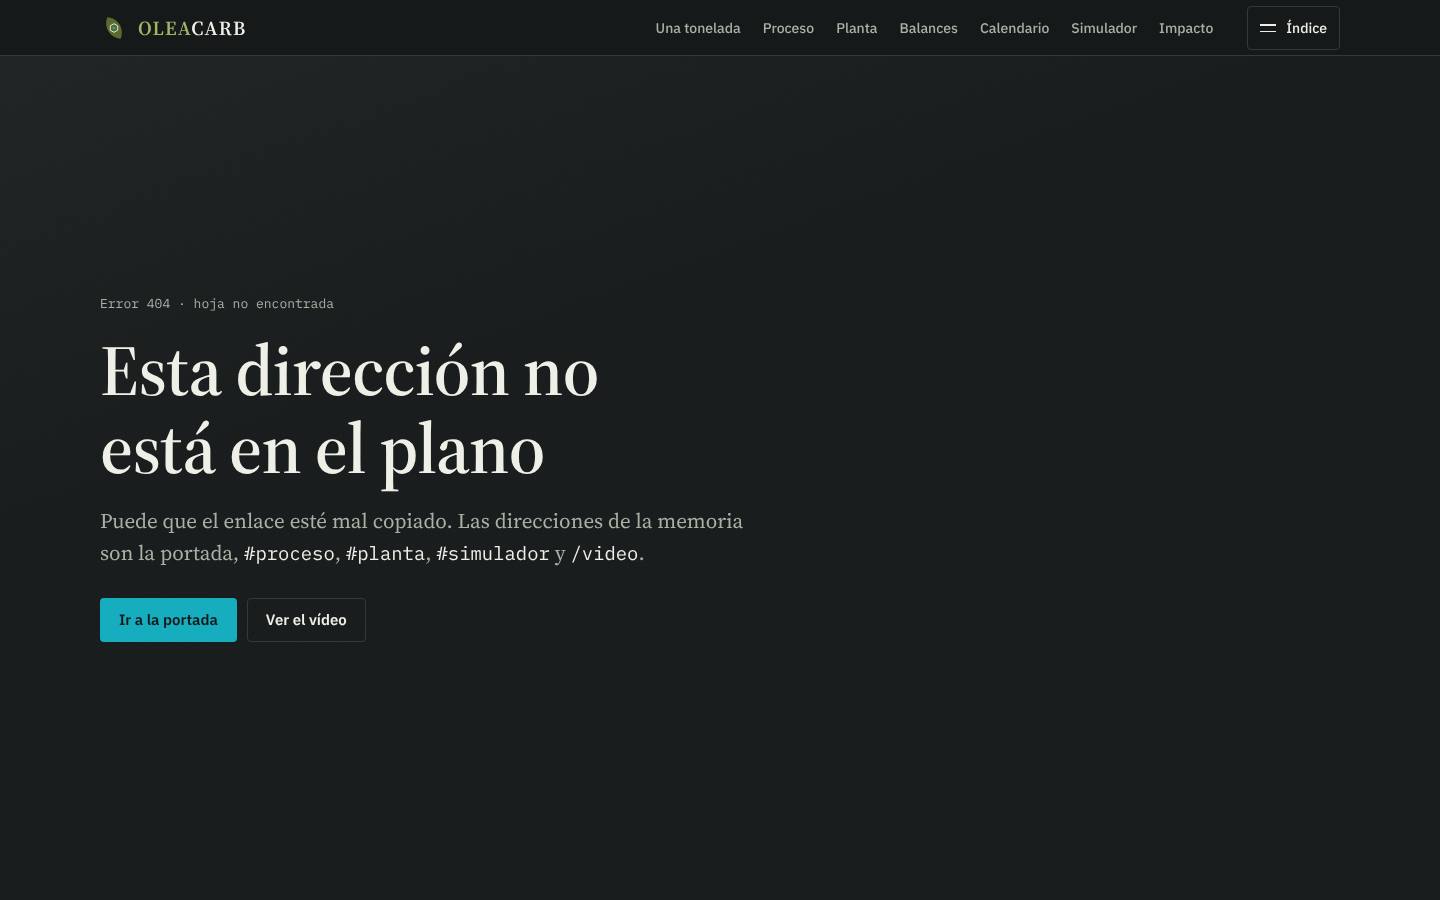 OLEACARB
Una tonelada Proceso Planta Balances Calendario Simulador Impacto Índice
Error 404 · hoja no encontrada
Esta dirección no
está en el plano
Puede que el enlace esté mal copiado. Las direcciones de la memoria
son la portada, #proceso, #planta, #simulador y /video.
Ir a la portada Ver el vídeo